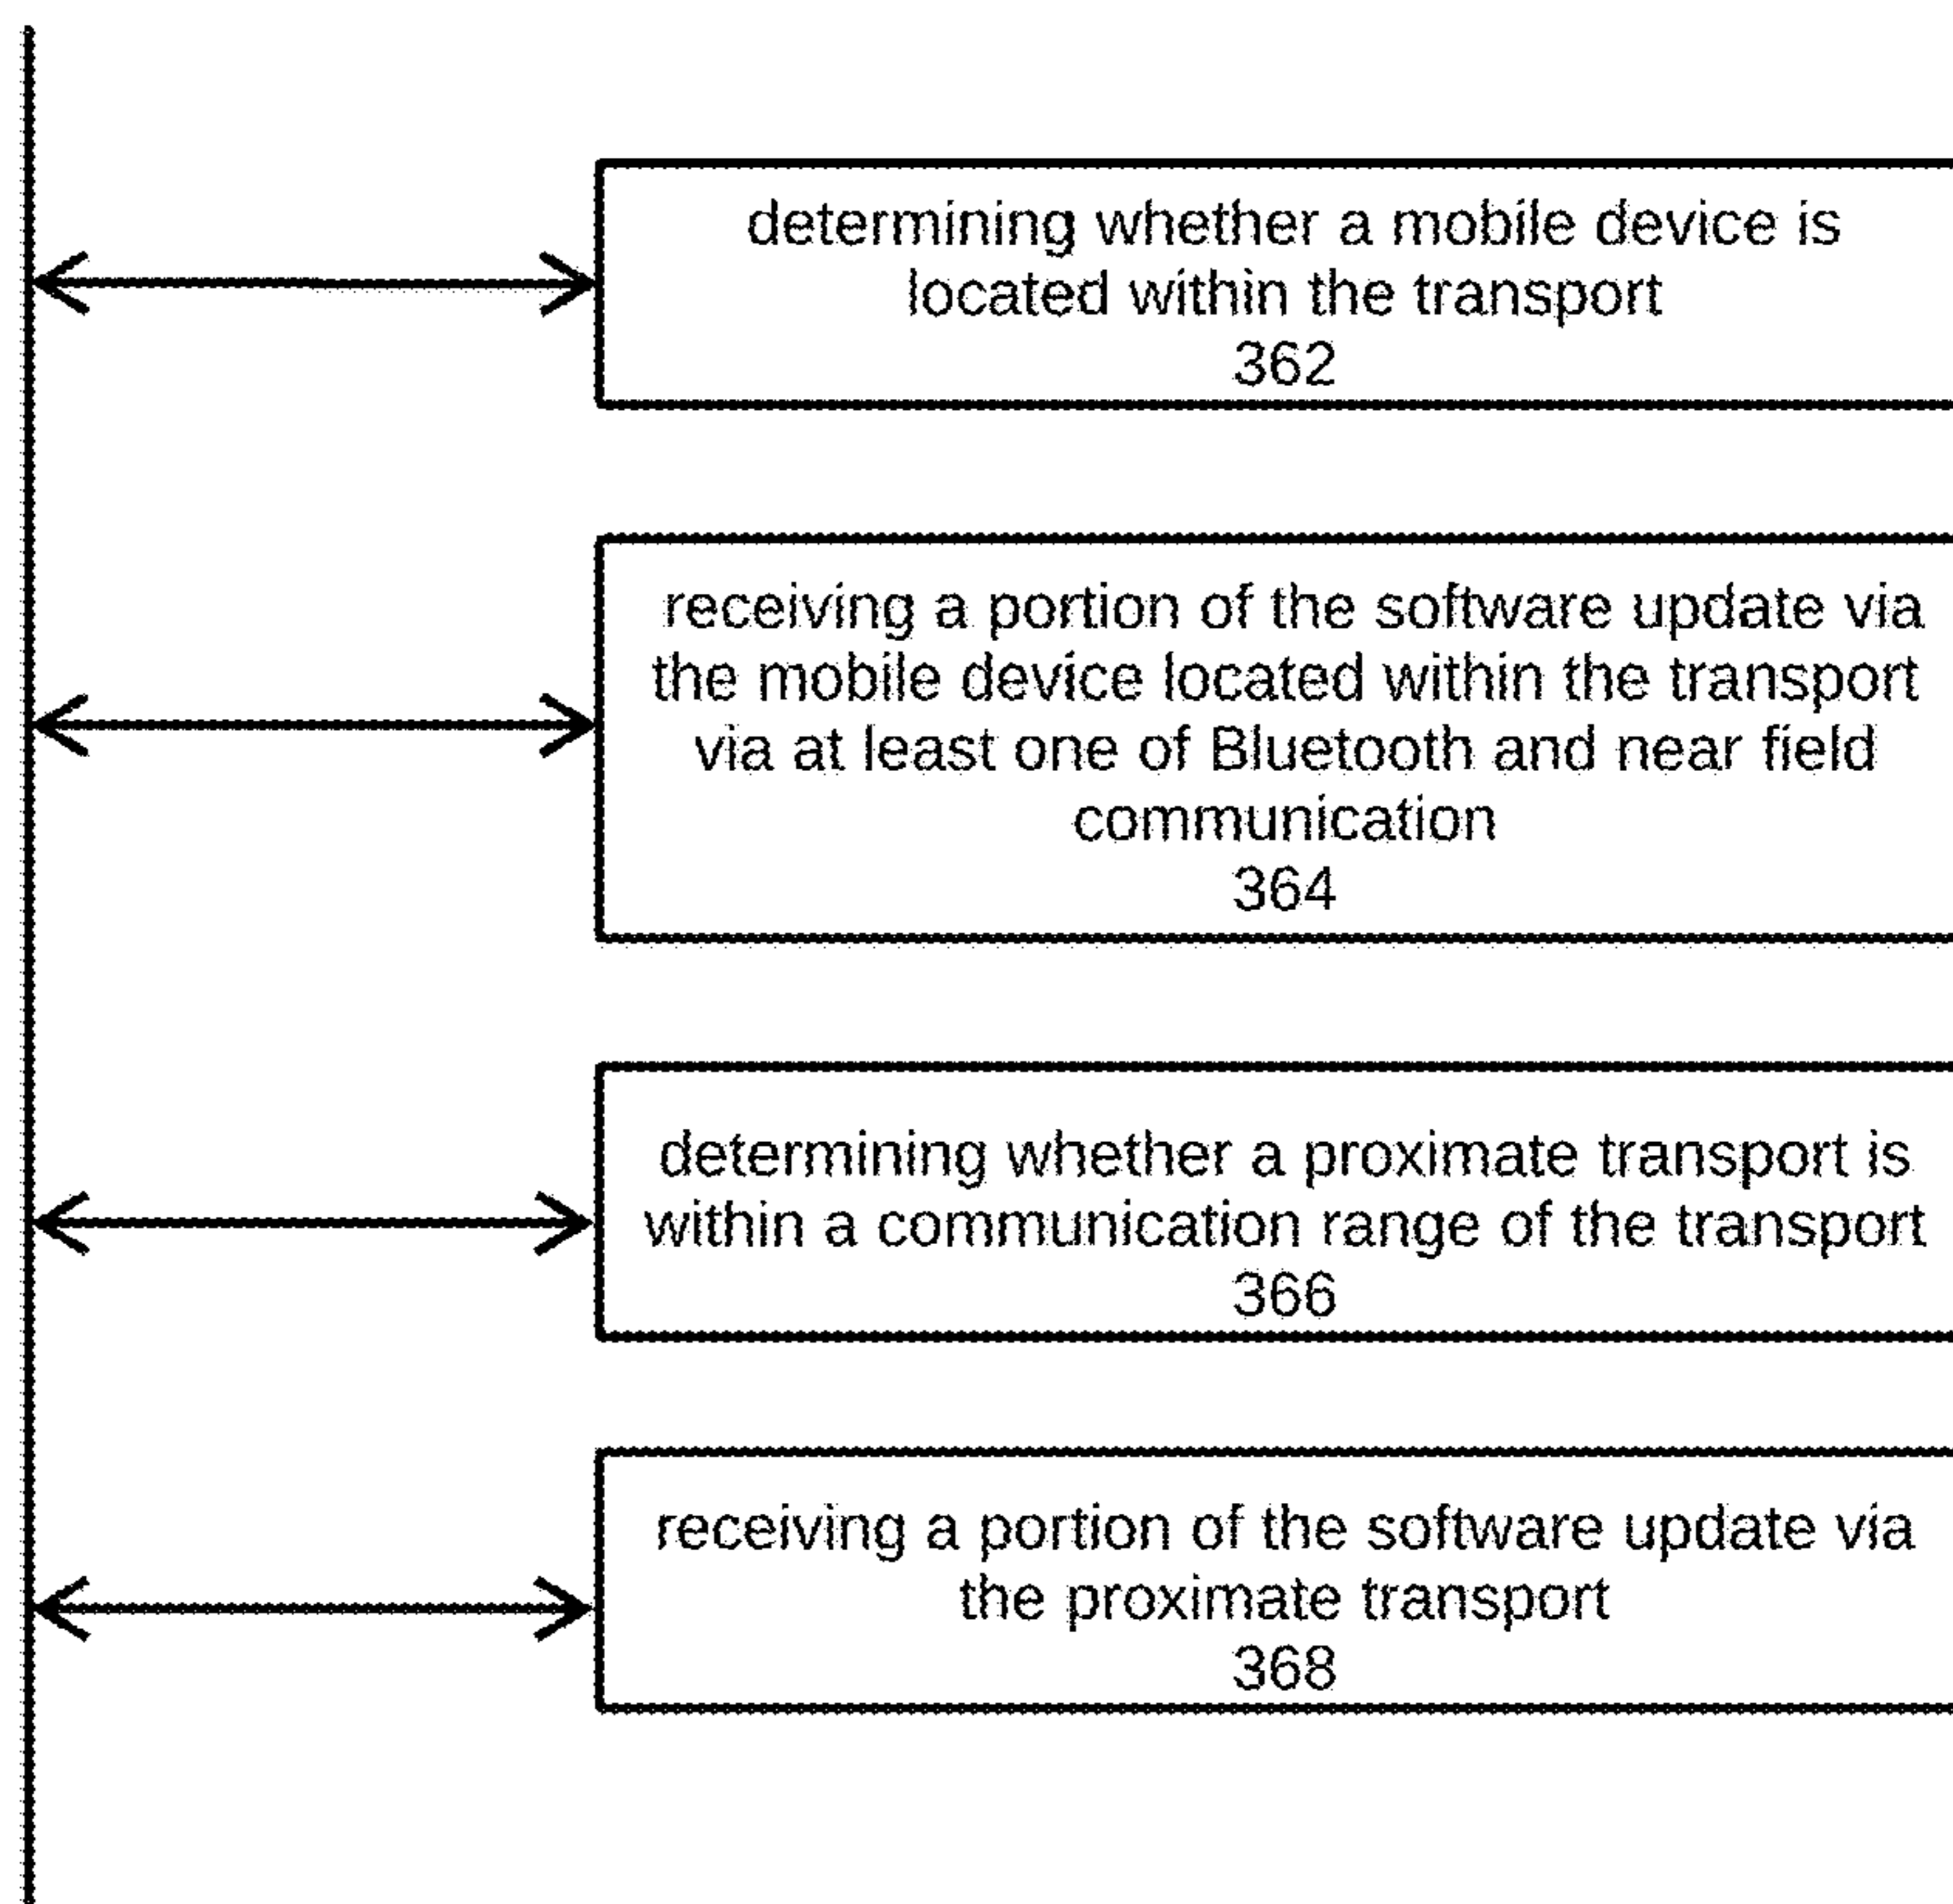 determining whether a mobile device is
located within the transport
362
receiving a portion of the software update via
the mobile device located within the transport
via at least one of Bluetooth and near field
communication
364
determining whether a proximate transport is
within a communication range of the transport
366
receiving a portion of the software update via
the proximate transport
368